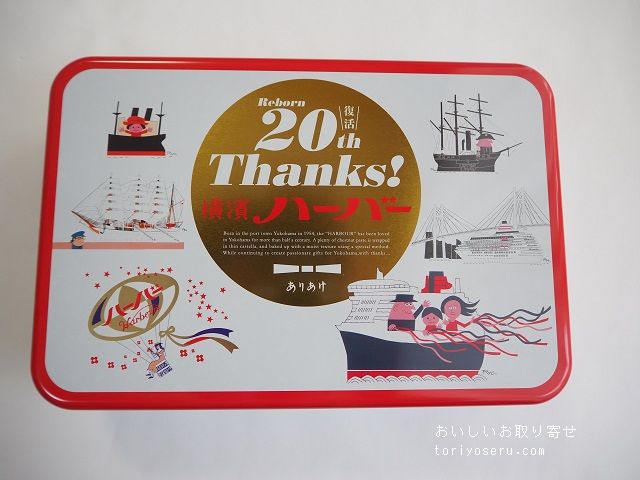 Reborn
復活
20th
Thanks!
横濱 ハーバー
Born in the port town Yokohama in 1954, the "HARBOUR" has been loved
in Yokohama for more than half a century. A plenty of chestnut paste is wrapped
in thin castella, and baked up with a moist texture using a special method.
While continuing to create passionate gifts for Yokohama,with thanks...
ありあけ
ハーバー
Harbour
おいしいお取り寄せ
toriyoseru.com